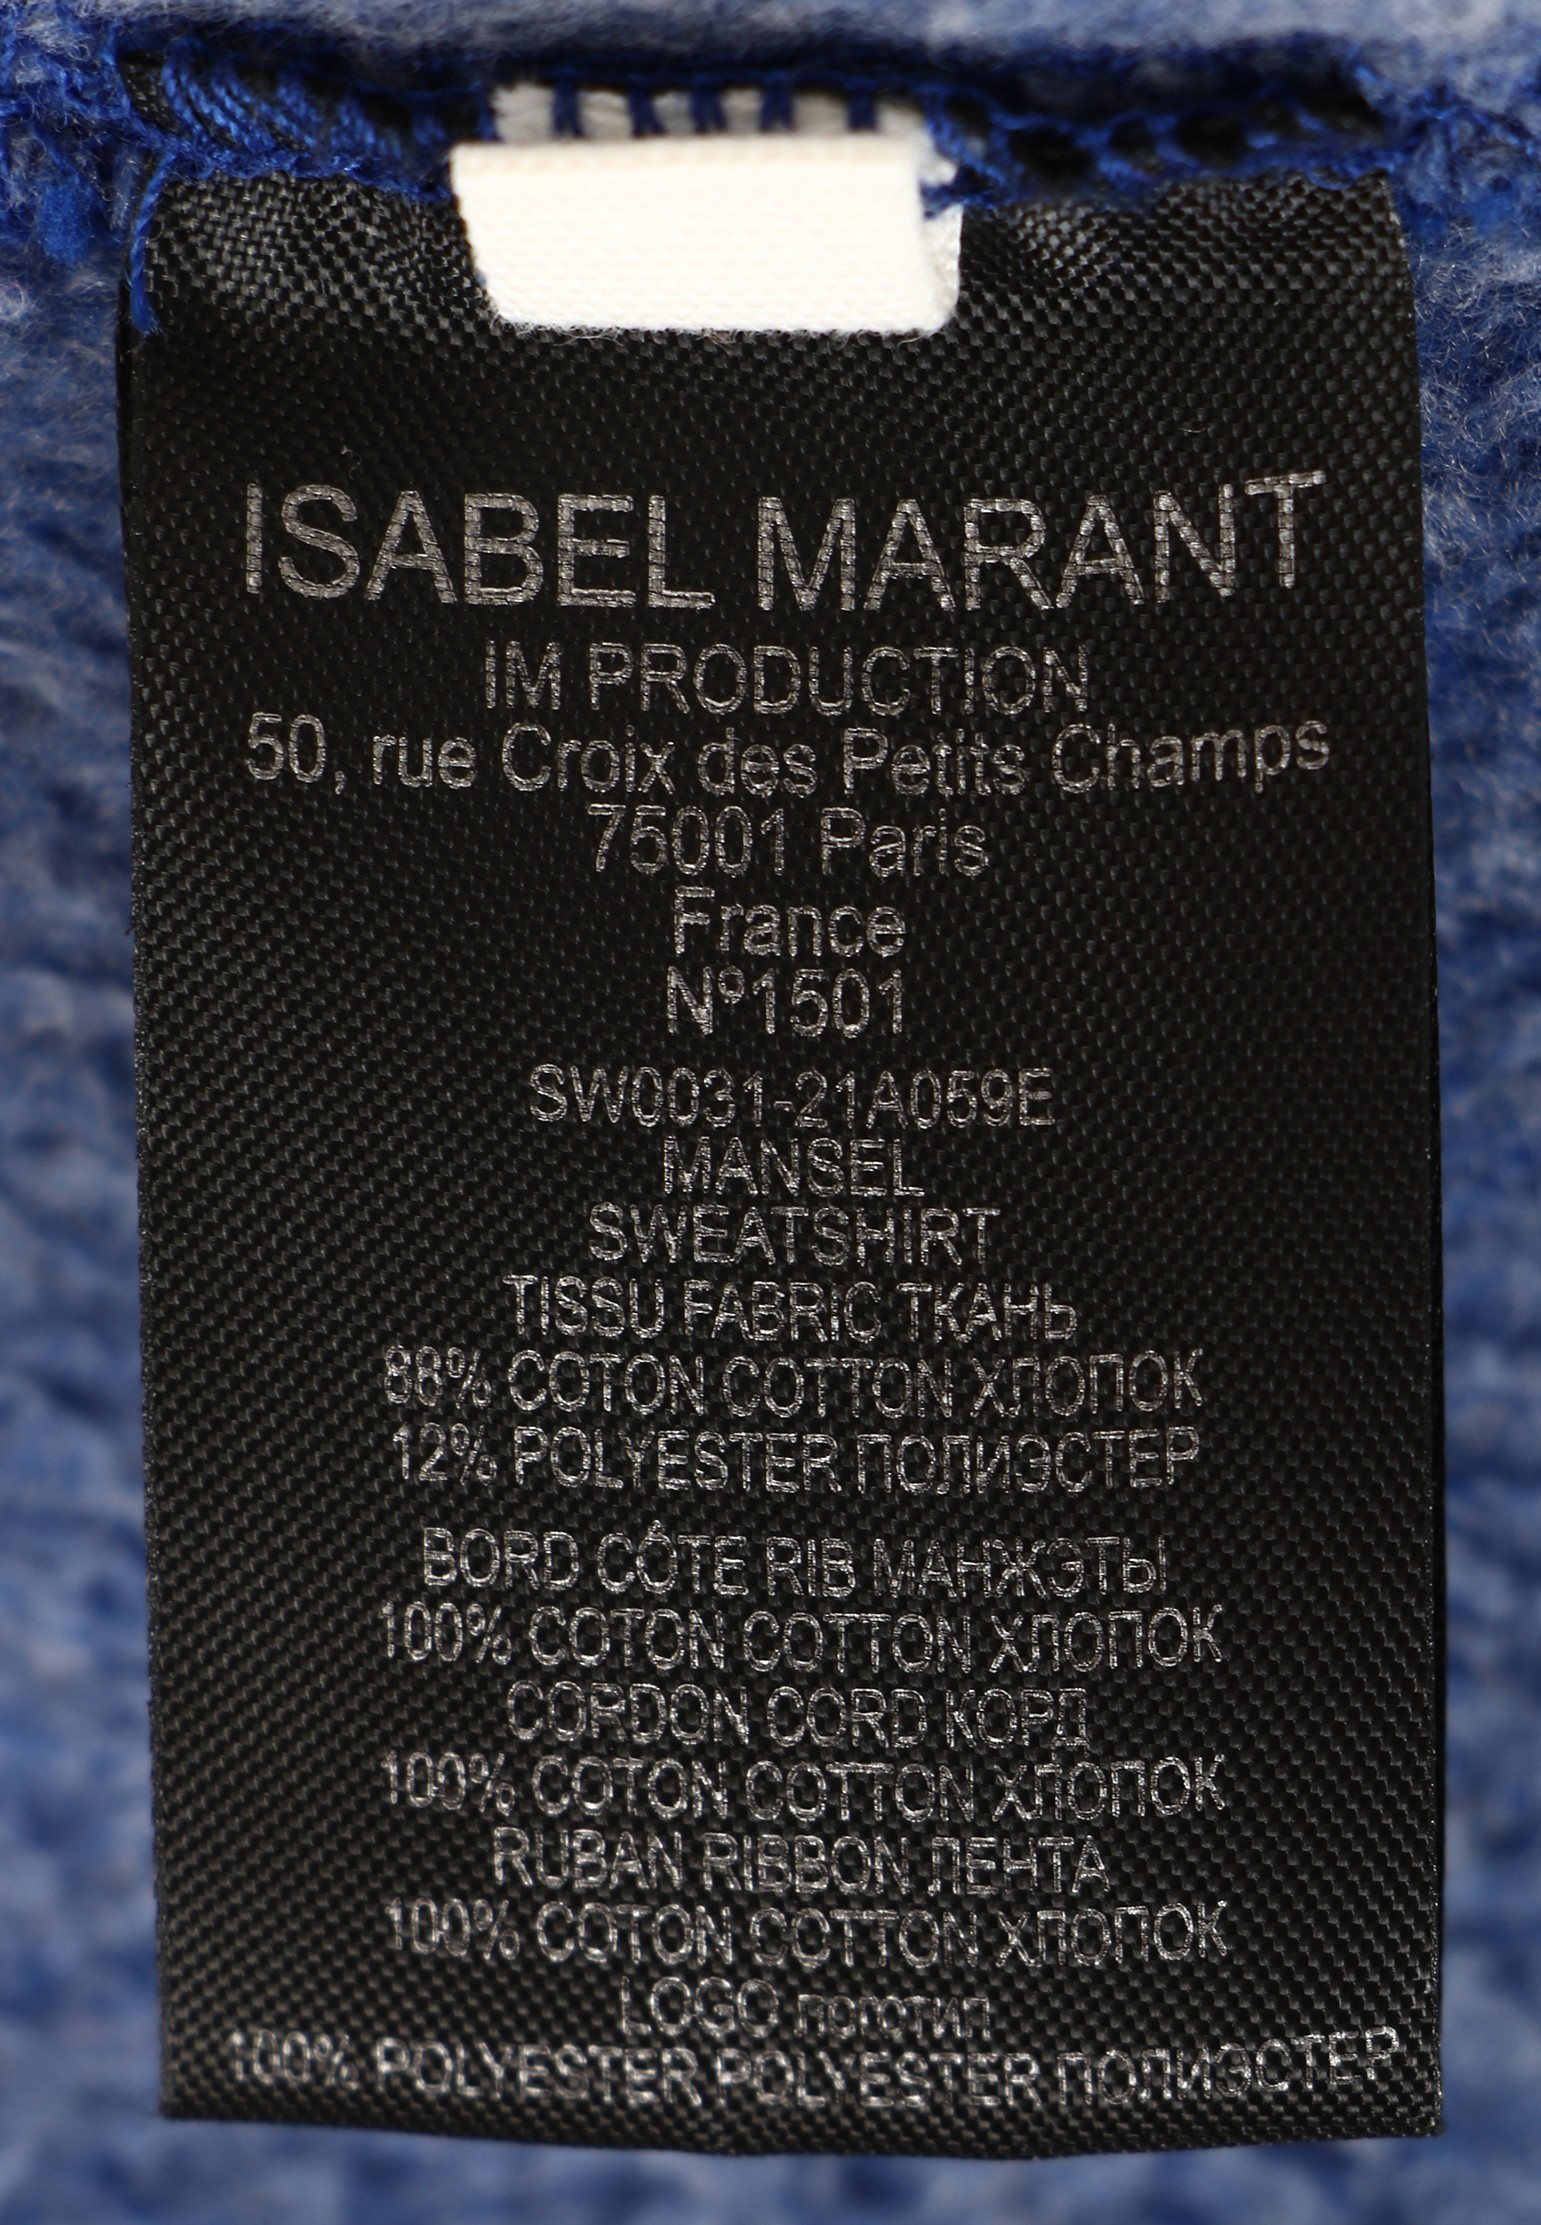 ISABEL MARANT
IM PRODUCTION
50, rue Croix des Petits Champs
75001 Paris
France
Nº1501
SW0031-21A059E
MANSEL
SWEATSHIRT
TISSU FABRIC ТКАНЬ
88% COTON COTTON ХЛОПОК
12% POLYESTER ПОЛИЭСТЕР
BORD CÔTE RIB МАНЖЭТЫ
100% COTON COTTON ХЛОПОК
CORDON CORD КОРД
100% COTON COTTON ХЛОПОК
RUBAN RIBBON ЛЕНТА
100% COTON COTTON ХЛОПОК
LOGO логотип
100% POLYESTER POLYESTER ПОЛИЭСТЕР